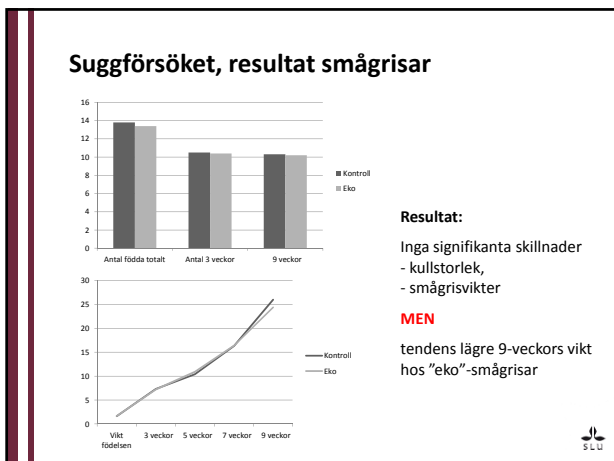 Suggförsöket, resultat smågrisar
16
14
12
10
8
6
4
2
0
Antal födda totalt Antal 3 veckor 9 veckor
Kontroll
Eko
30
25
20
15
10
5
0
Vikt födelsen 3 veckor 5 veckor 7 veckor 9 veckor
Kontroll
Eko
Resultat:
Inga signifikanta skillnader
- kullstorlek,
- smågrisvikter
MEN
tendens lägre 9-veckors vikt
hos ”eko”-smågrisar
SLU